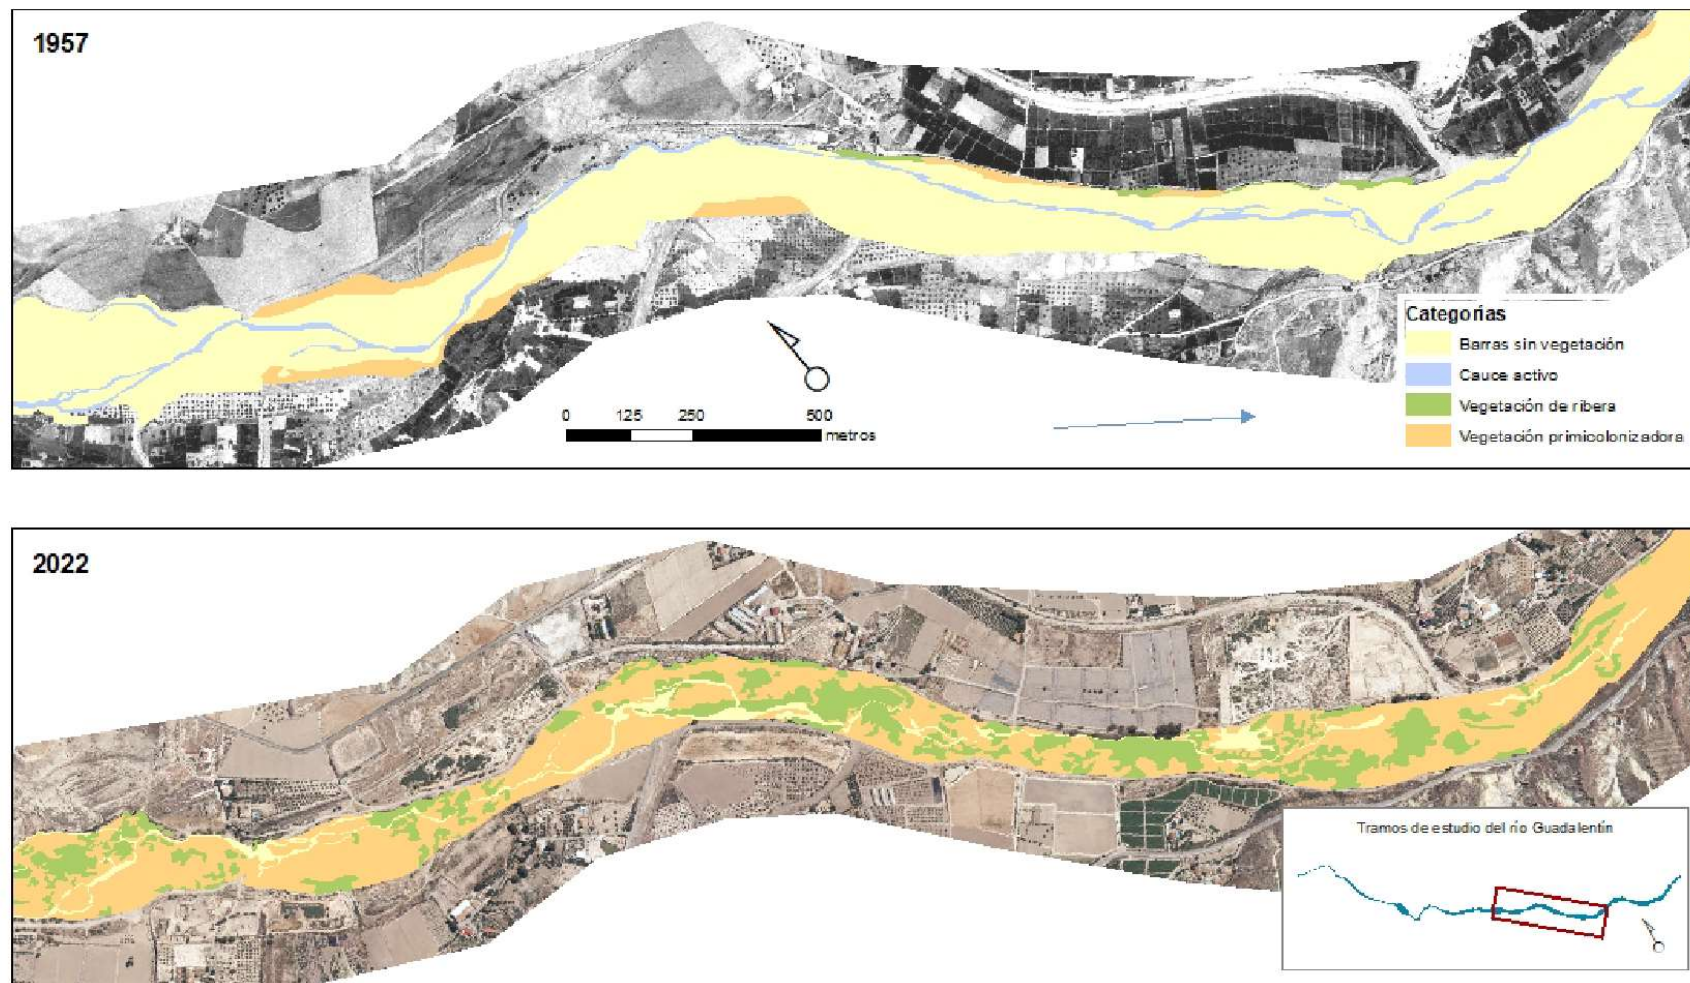 1957
Categorías
Barras sin vegetación
Cauce activo
Vegetación de ribera
Vegetación primicolonizadora
0 125 250 500
metros
2022
Tramos de estudio del río Guadalentín